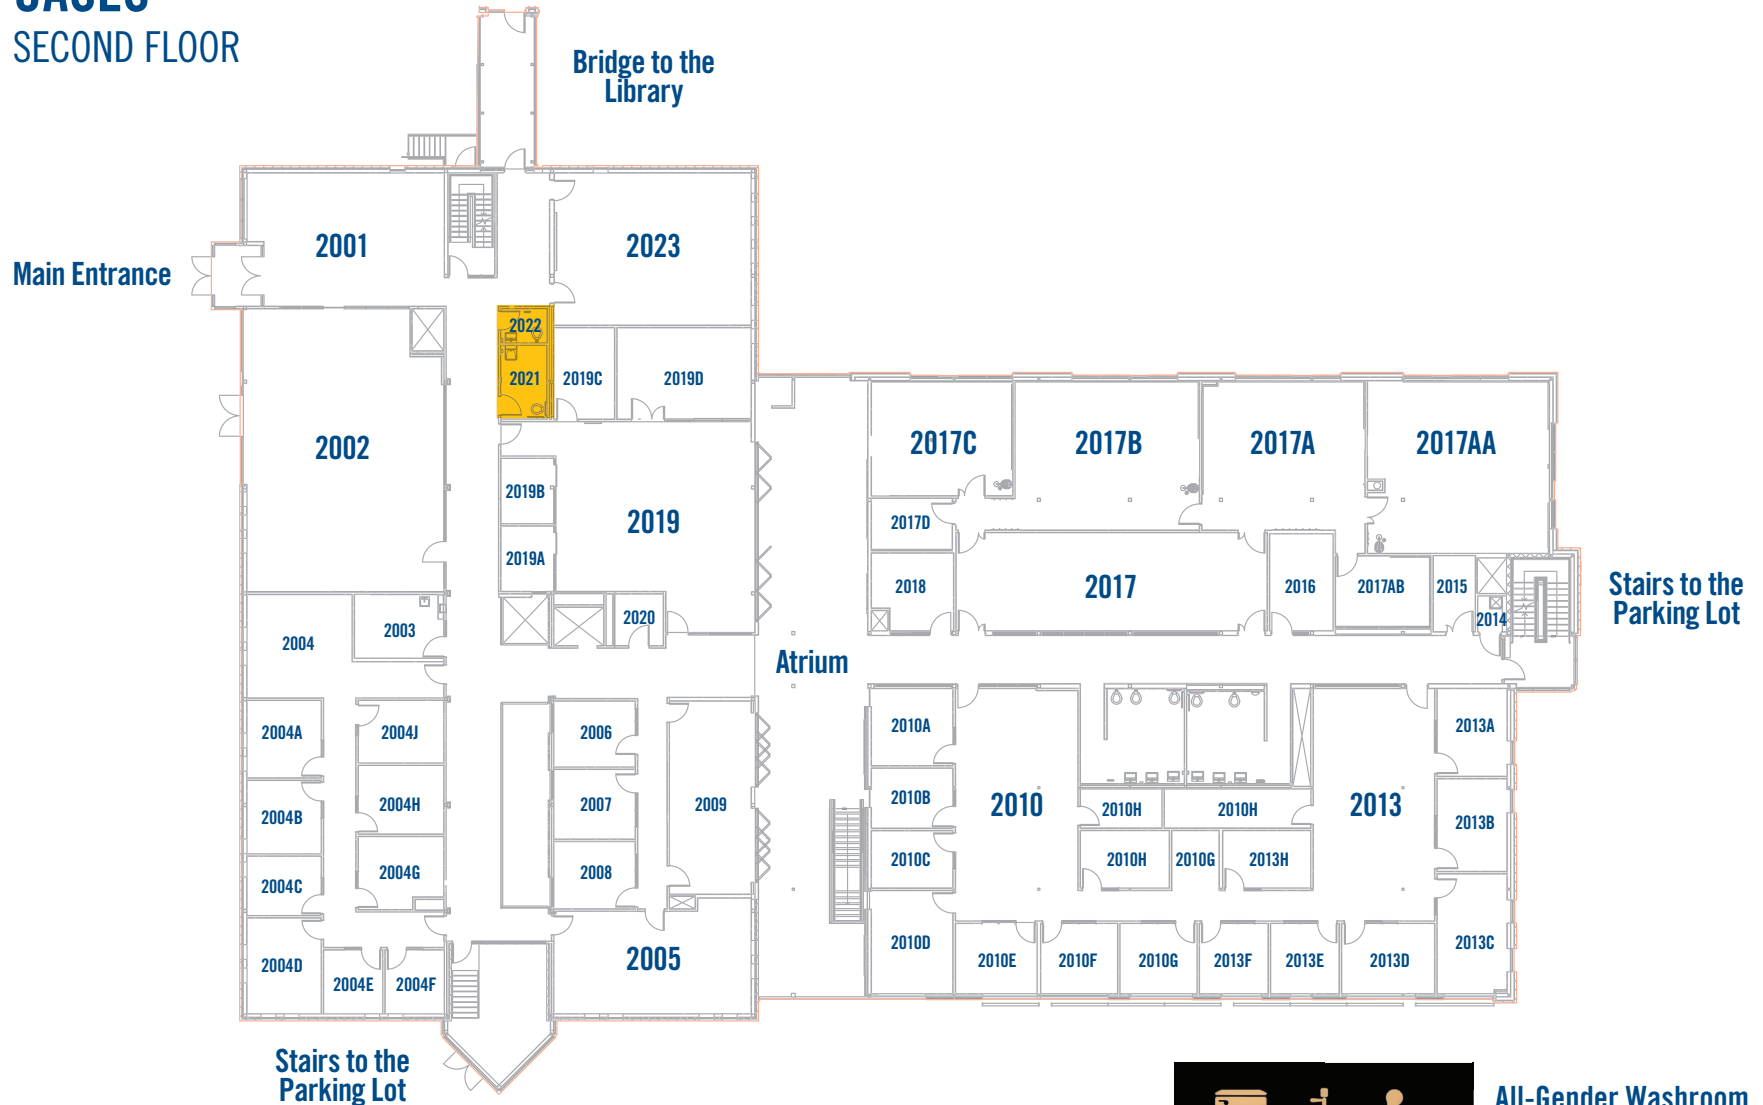 SECOND FLOOR
Bridge to the
Library
2001
2023
Main Entrance
2022
2021
2019C
2019D
2002
2017C
2017B
2017A
2017AA
2019B
2019
2017D
2019A
2018
2017
2016
2017AB
2015
Stairs to the
Parking Lot
2003
2020
2014
2004
Atrium
2004A
2004J
2006
2010A
2013A
2004B
2004H
2007
2009
2010B
2010
2010H
2010H
2013
2013B
2004C
2004G
2008
2010C
2010H
2010G
2013H
2004D
2004E
2004F
2005
2010D
2010E
2010F
2010G
2013F
2013E
2013D
2013C
Stairs to the
Parking Lot
All-Gender Washroom